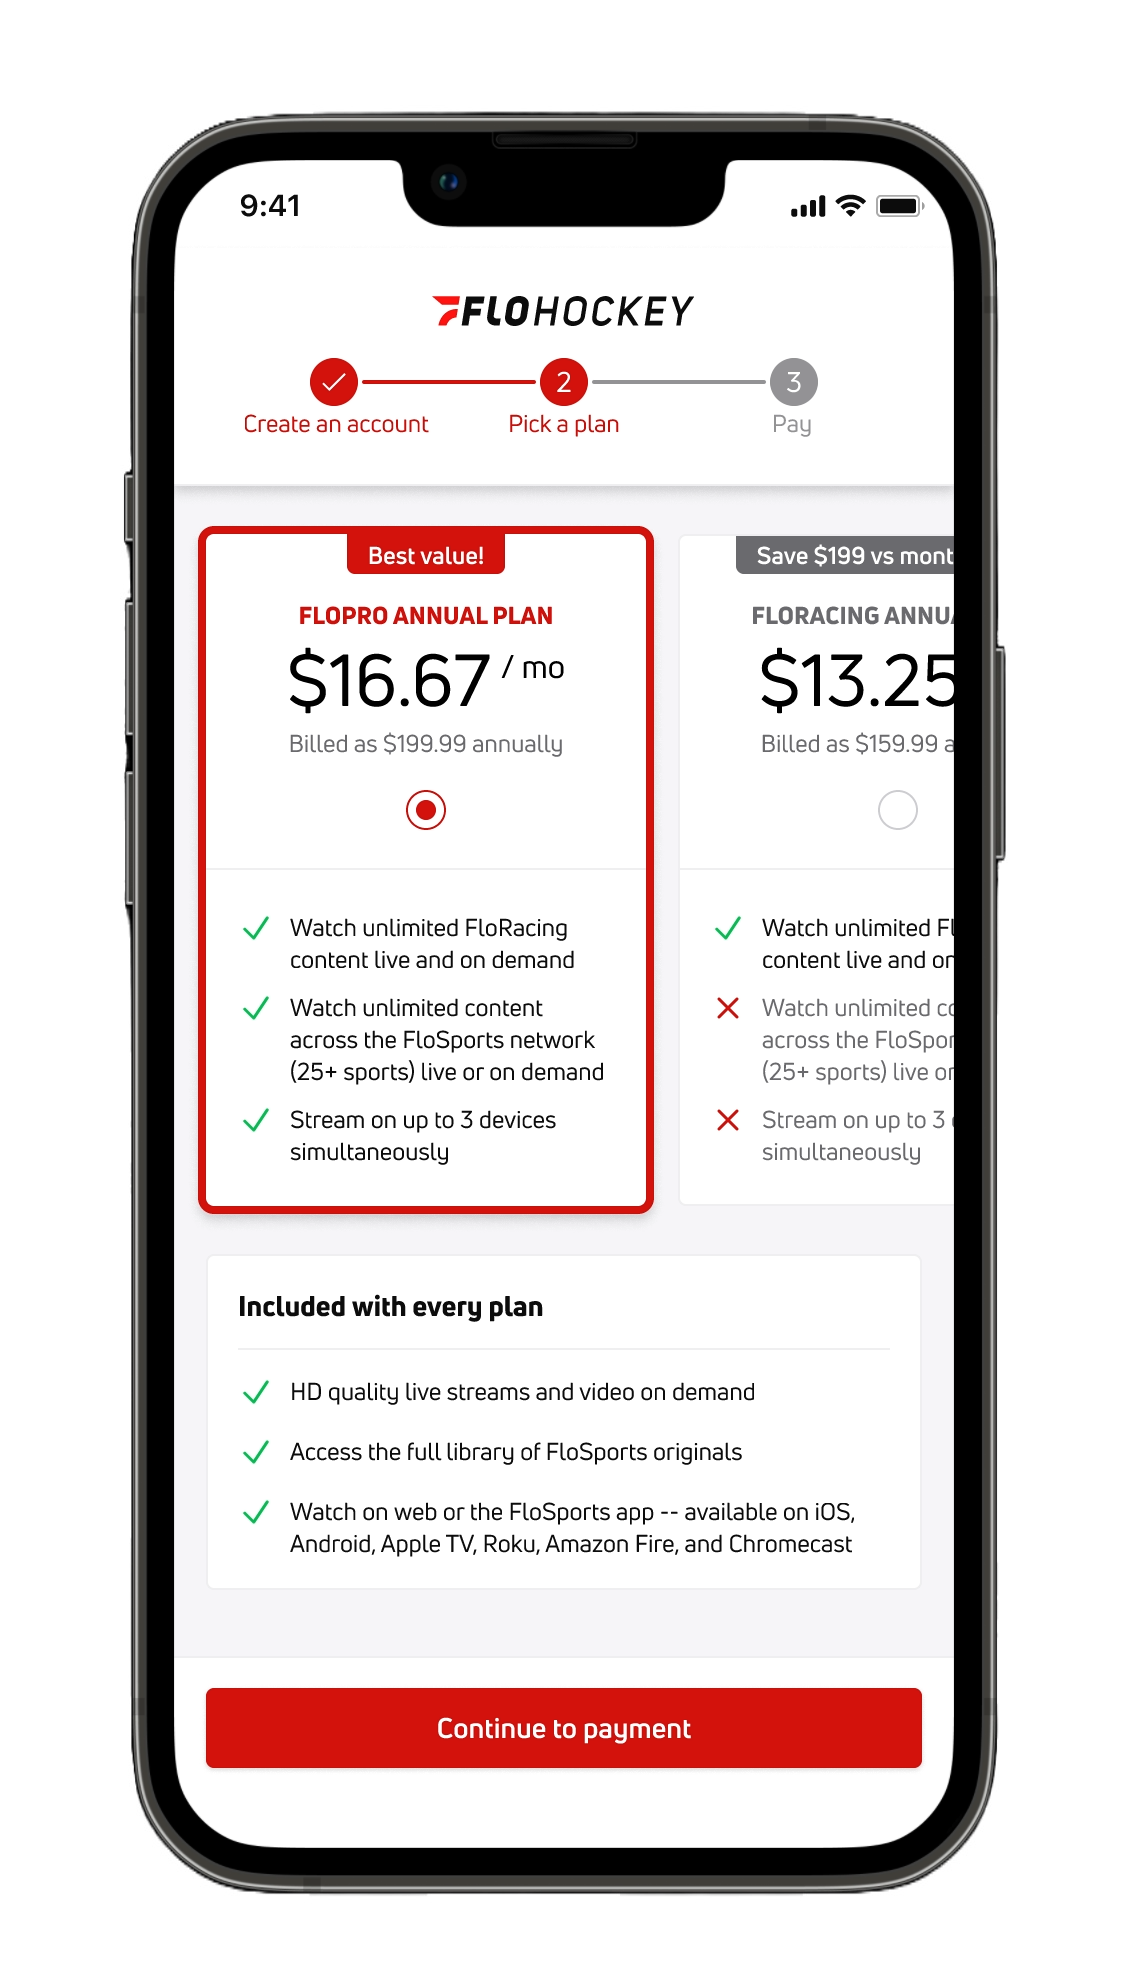 9:41
FLOHOCKEY
2
3
Create an account
Pick a plan
Pay
Best value!
FLOPRO ANNUAL PLAN
$16.67 / mo
Billed as $199.99 annually
Watch unlimited FloRacing
content live and on demand
Watch unlimited content
across the FloSports network
(25+ sports) live or on demand
Stream on up to 3 devices
simultaneously
Save $199 vs mont
FLORACING ANNUA
$13.25
Billed as $159.99 a
Watch unlimited Fl
content live and on
Watch unlimited co
across the FloSpor
(25+ sports) live or
Stream on up to 3
simultaneously
Included with every plan
HD quality live streams and video on demand
Access the full library of FloSports originals
Watch on web or the FloSports app -- available on iOS,
Android, Apple TV, Roku, Amazon Fire, and Chromecast
Continue to payment